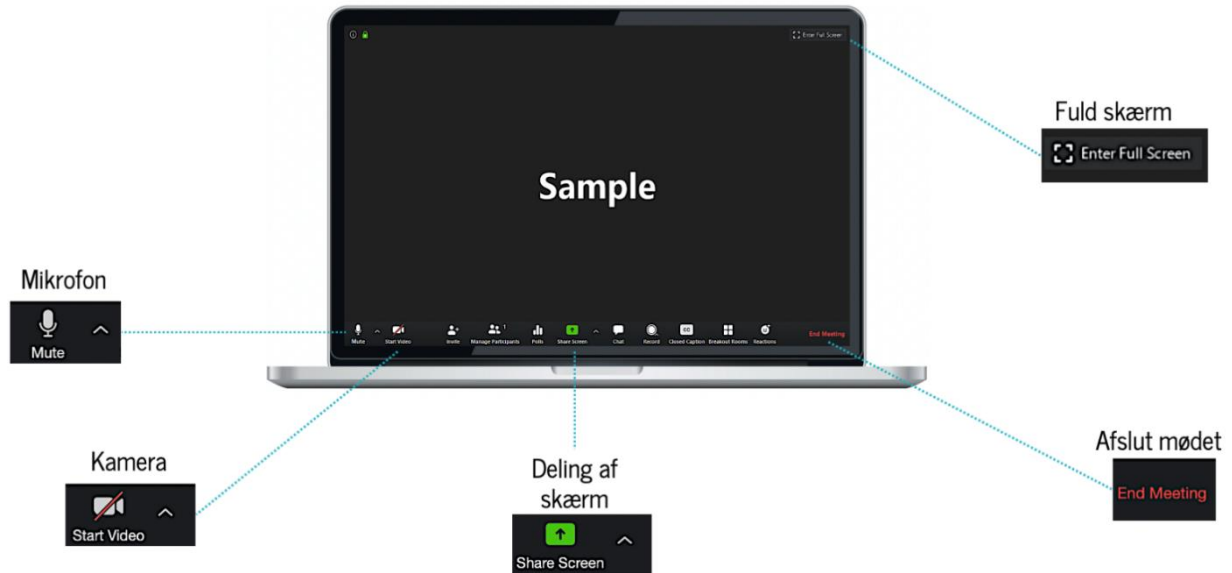 Enter Full Screen
Fuld skærm
Enter Full Screen
Sample
Mikrofon
Mute
Mute Start Video Invite Manage Participants 1 Polls Share Screen Chat Record Closed Caption Breakout Rooms Reactions End Meeting
Kamera
Start Video
Deling af
skærm
Share Screen
Afslut mødet
End Meeting